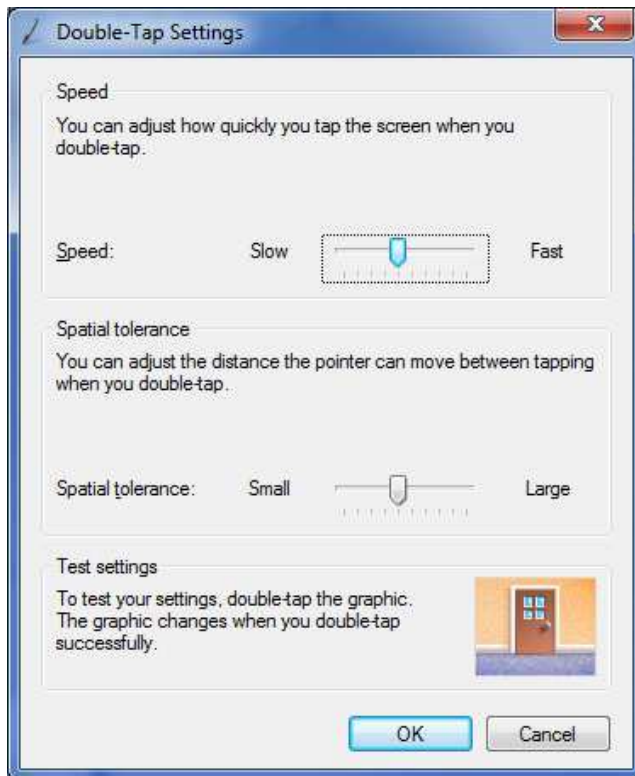 Double-Tap Settings
Speed
You can adjust how quickly you tap the screen when you
double-tap.
Speed: Slow Fast
Spatial tolerance
You can adjust the distance the pointer can move between tapping
when you double-tap.
Spatial tolerance: Small Large
Test settings
To test your settings, double-tap the graphic.
The graphic changes when you double-tap
successfully.
OK Cancel